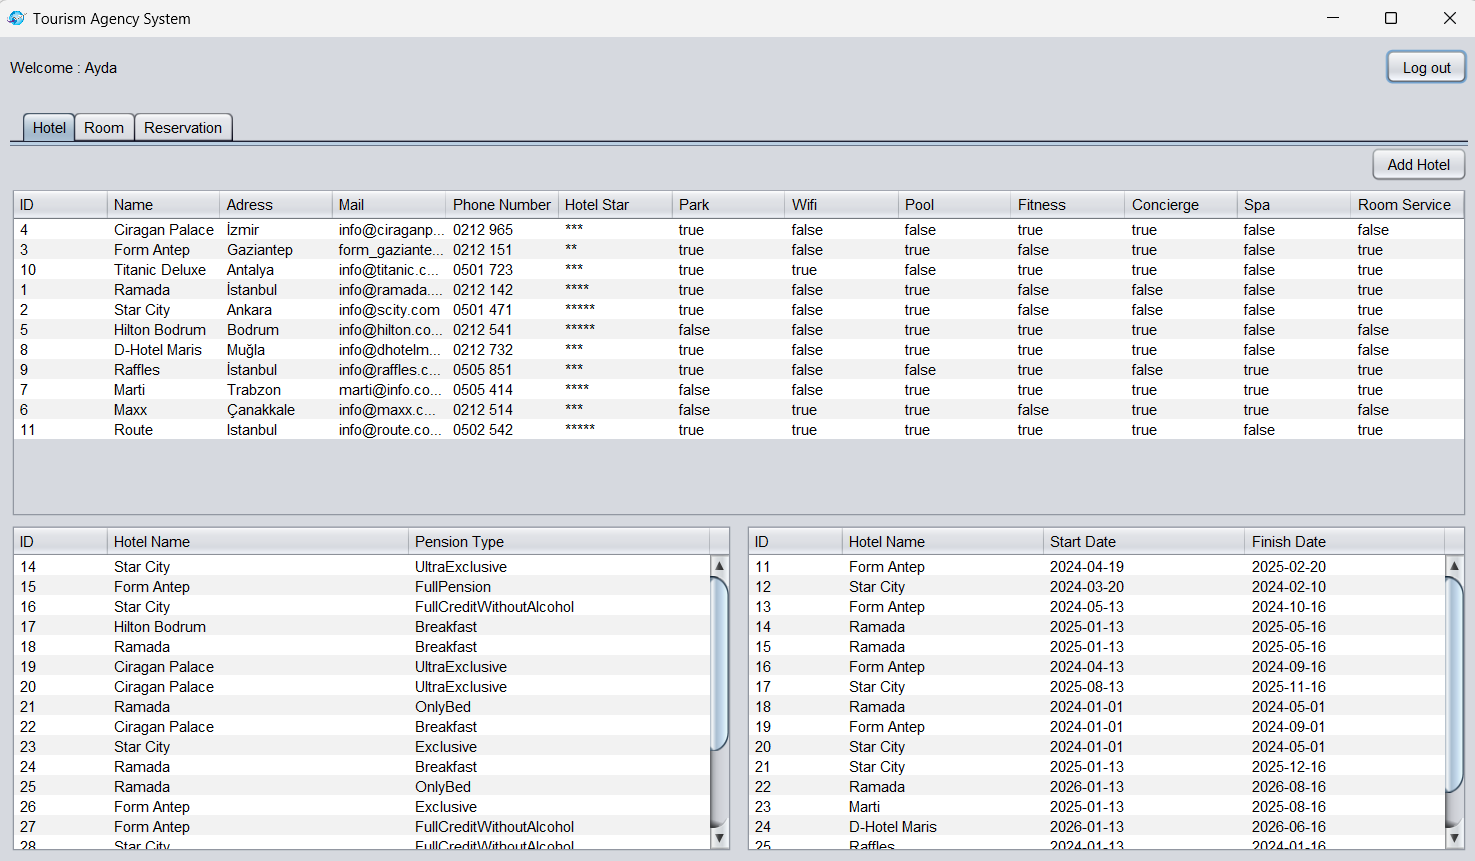 Tourism Agency System
Welcome : Ayda
Log out
Hotel Room Reservation
Add Hotel
ID Name Adress Mail Phone Number Hotel Star Park Wifi Pool Fitness Concierge Spa Room Service
4 Ciragan Palace İzmir info@ciraganp... 0212 965 *** true false false true true false false
3 Form Antep Gaziantep form_gaziante... 0212 151 ** true false true false true false true
10 Titanic Deluxe Antalya info@titanic.c... 0501 723 *** true true false true true false true
1 Ramada İstanbul info@ramada.... 0212 142 **** true false true false false false true
2 Star City Ankara info@scity.com 0501 471 ***** true false true false false false true
5 Hilton Bodrum Bodrum info@hilton.co... 0212 541 ***** false false true true true false false
8 D-Hotel Maris Muğla info@dhotelm... 0212 732 *** true false true true true false false
9 Raffles İstanbul info@raffles.c... 0505 851 *** true false false true false true true
7 Marti Trabzon marti@info.co... 0505 414 **** false false true true true true true
6 Maxx Çanakkale info@maxx.c... 0212 514 *** false true true false true true false
11 Route Istanbul info@route.co... 0502 542 ***** true true true true true false true
ID Hotel Name Pension Type
14 Star City UltraExclusive
15 Form Antep FullPension
16 Star City FullCreditWithoutAlcohol
17 Hilton Bodrum Breakfast
18 Ramada Breakfast
19 Ciragan Palace UltraExclusive
20 Ciragan Palace UltraExclusive
21 Ramada OnlyBed
22 Ciragan Palace Breakfast
23 Star City Exclusive
24 Ramada Breakfast
25 Ramada OnlyBed
26 Form Antep Exclusive
27 Form Antep FullCreditWithoutAlcohol
28 Star City FullCreditWithoutAlcohol
ID Hotel Name Start Date Finish Date
11 Form Antep 2024-04-19 2025-02-20
12 Star City 2024-03-20 2024-02-10
13 Form Antep 2024-05-13 2024-10-16
14 Ramada 2025-01-13 2025-05-16
15 Ramada 2025-01-13 2025-05-16
16 Form Antep 2024-04-13 2024-09-16
17 Star City 2025-08-13 2025-11-16
18 Ramada 2024-01-01 2024-05-01
19 Form Antep 2024-01-01 2024-09-01
20 Star City 2024-01-01 2024-05-01
21 Star City 2025-01-13 2025-12-16
22 Ramada 2026-01-13 2026-08-16
23 Marti 2025-01-13 2025-08-16
24 D-Hotel Maris 2026-01-13 2026-06-16
25 Raffles 2024-01-13 2024-01-16